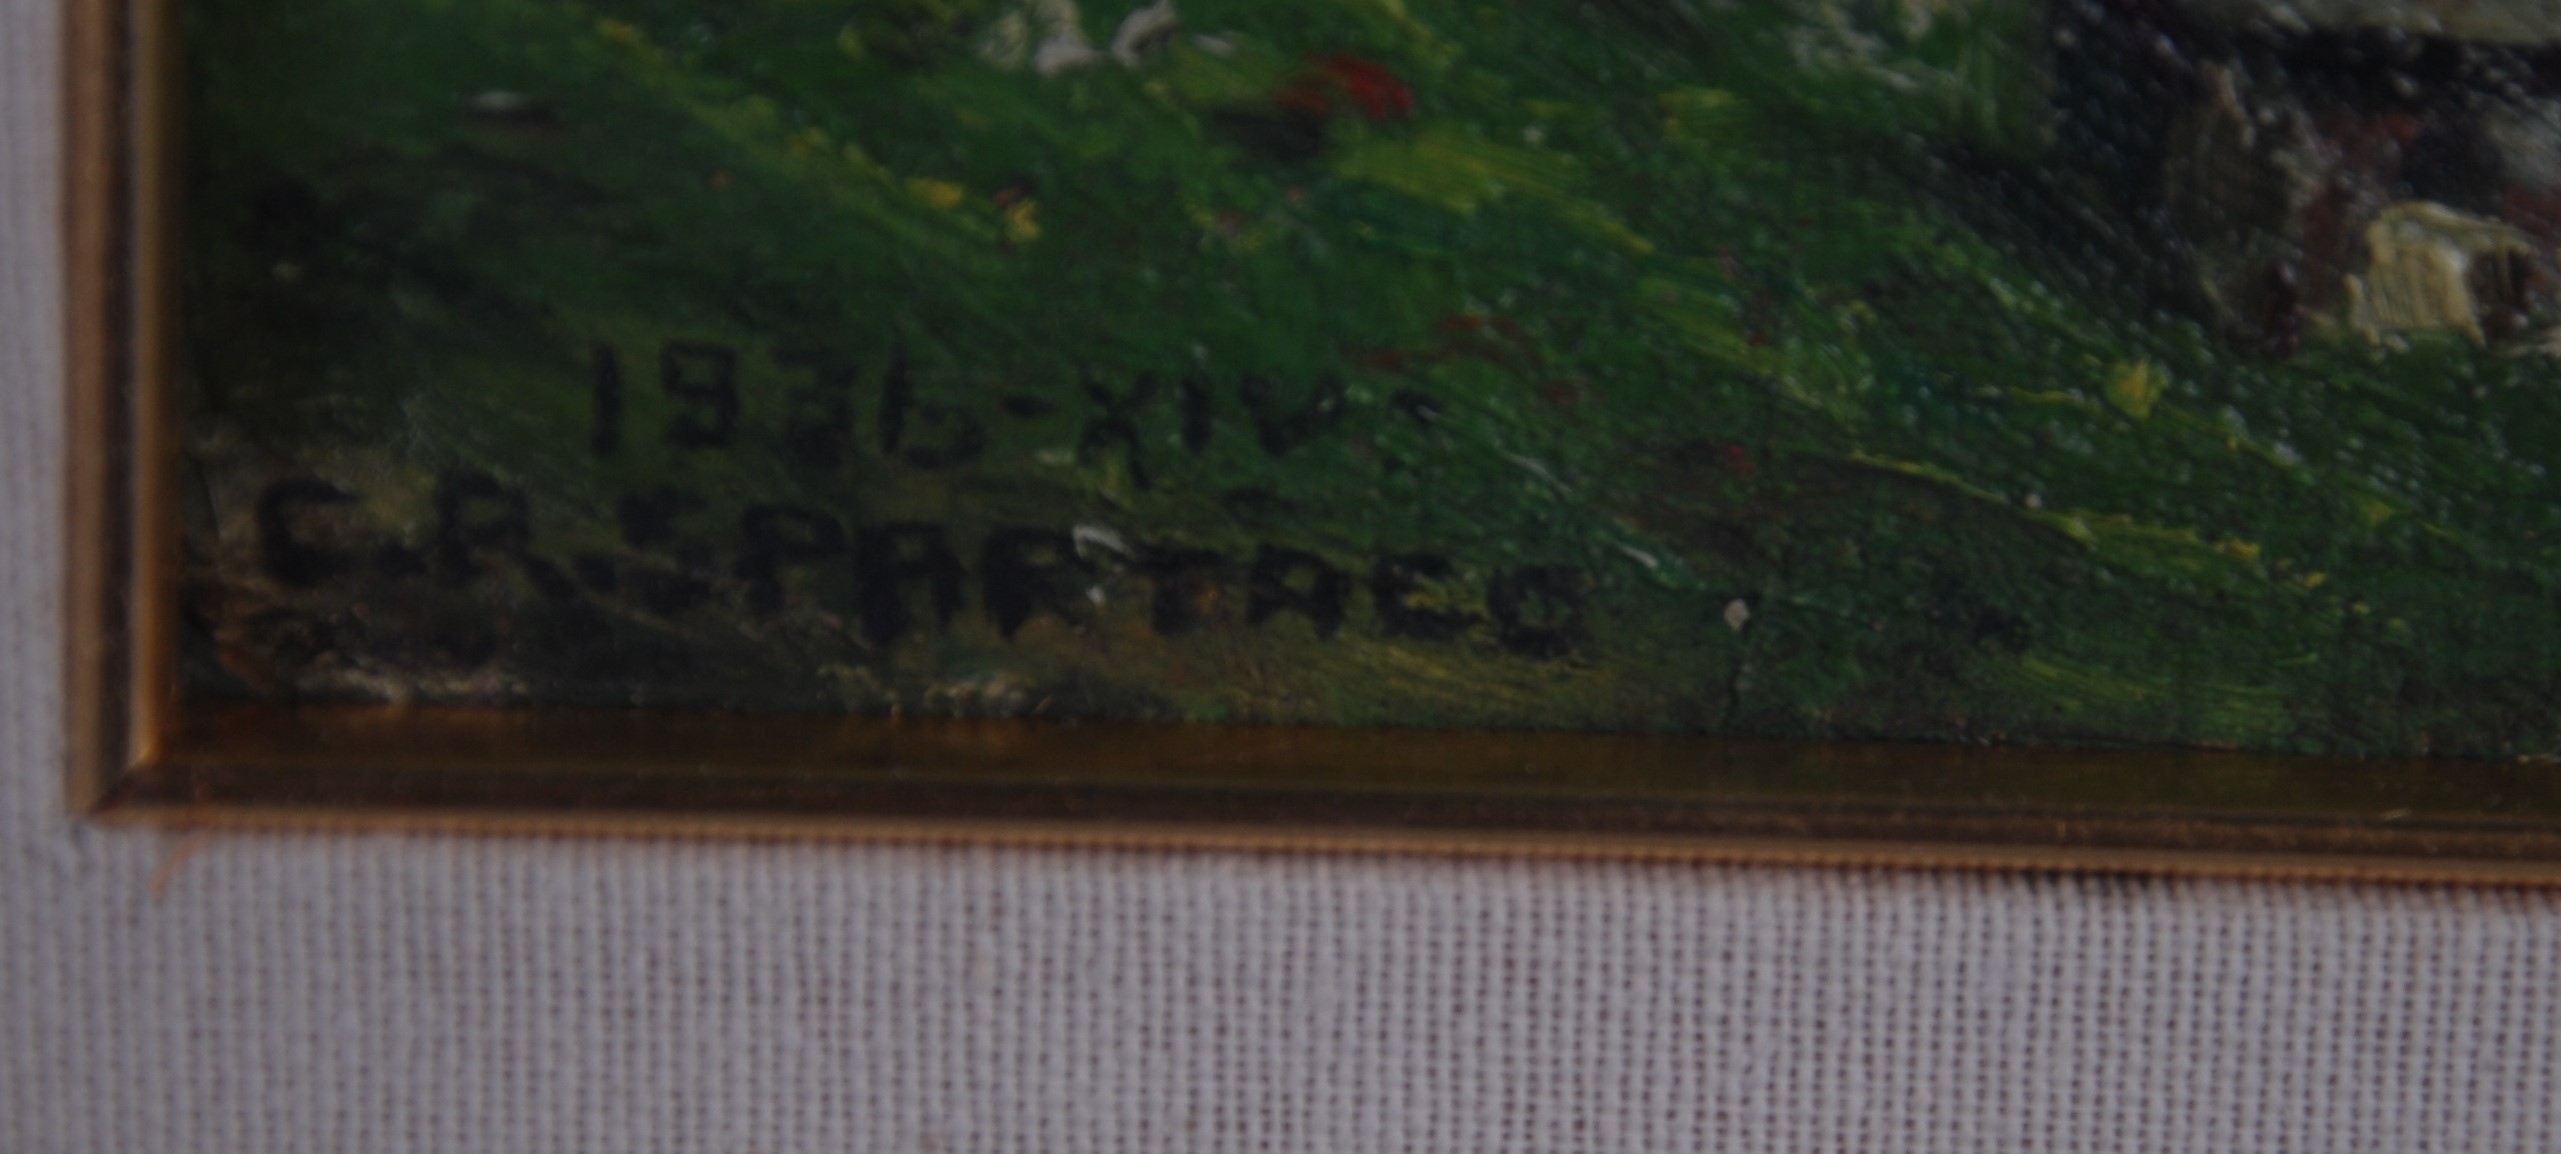 1936-XIV-
C.A. SPARTACO